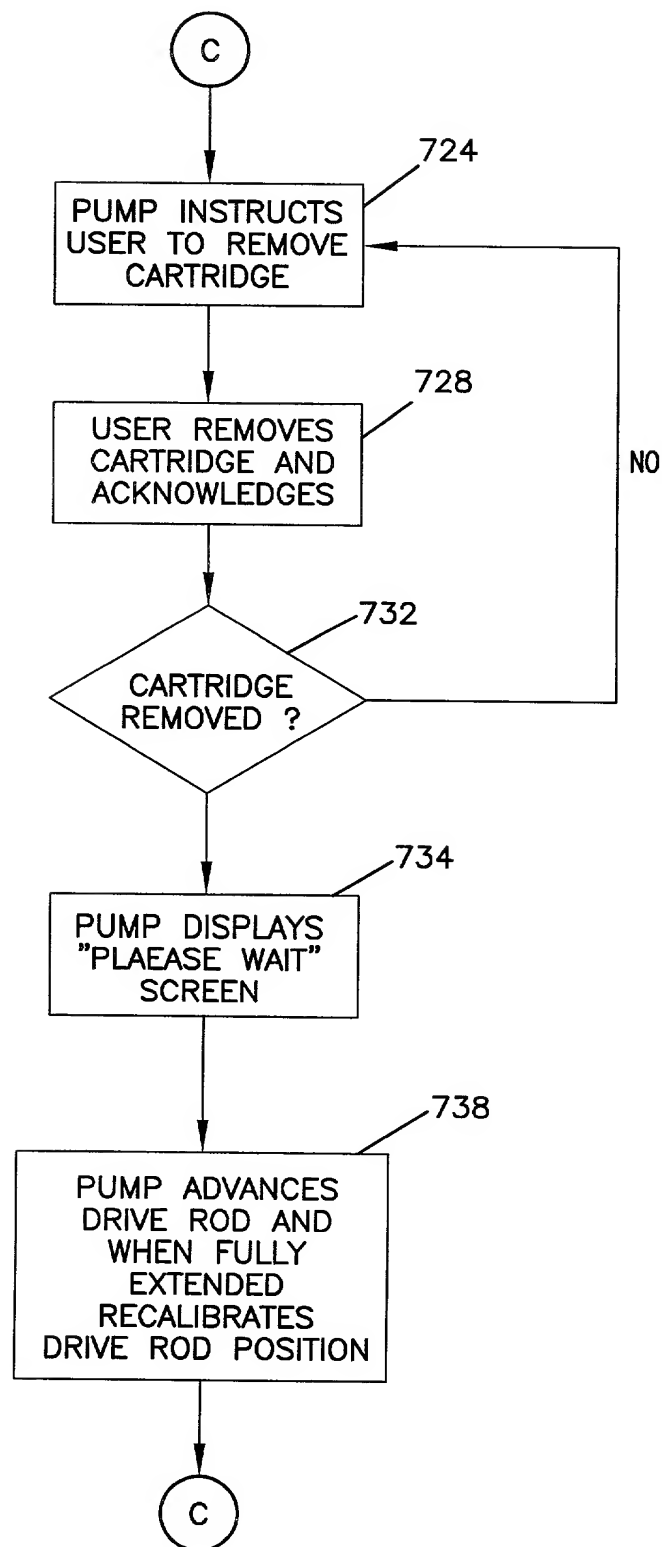 C
724
PUMP INSTRUCTS
USER TO REMOVE
CARTRIDGE
728
USER REMOVES
CARTRIDGE AND
ACKNOWLEDGES
NO
732
CARTRIDGE
REMOVED ?
734
PUMP DISPLAYS
"PLAEASE WAIT"
SCREEN
738
PUMP ADVANCES
DRIVE ROD AND
WHEN FULLY
EXTENDED
RECALIBRATES
DRIVE ROD POSITION
C